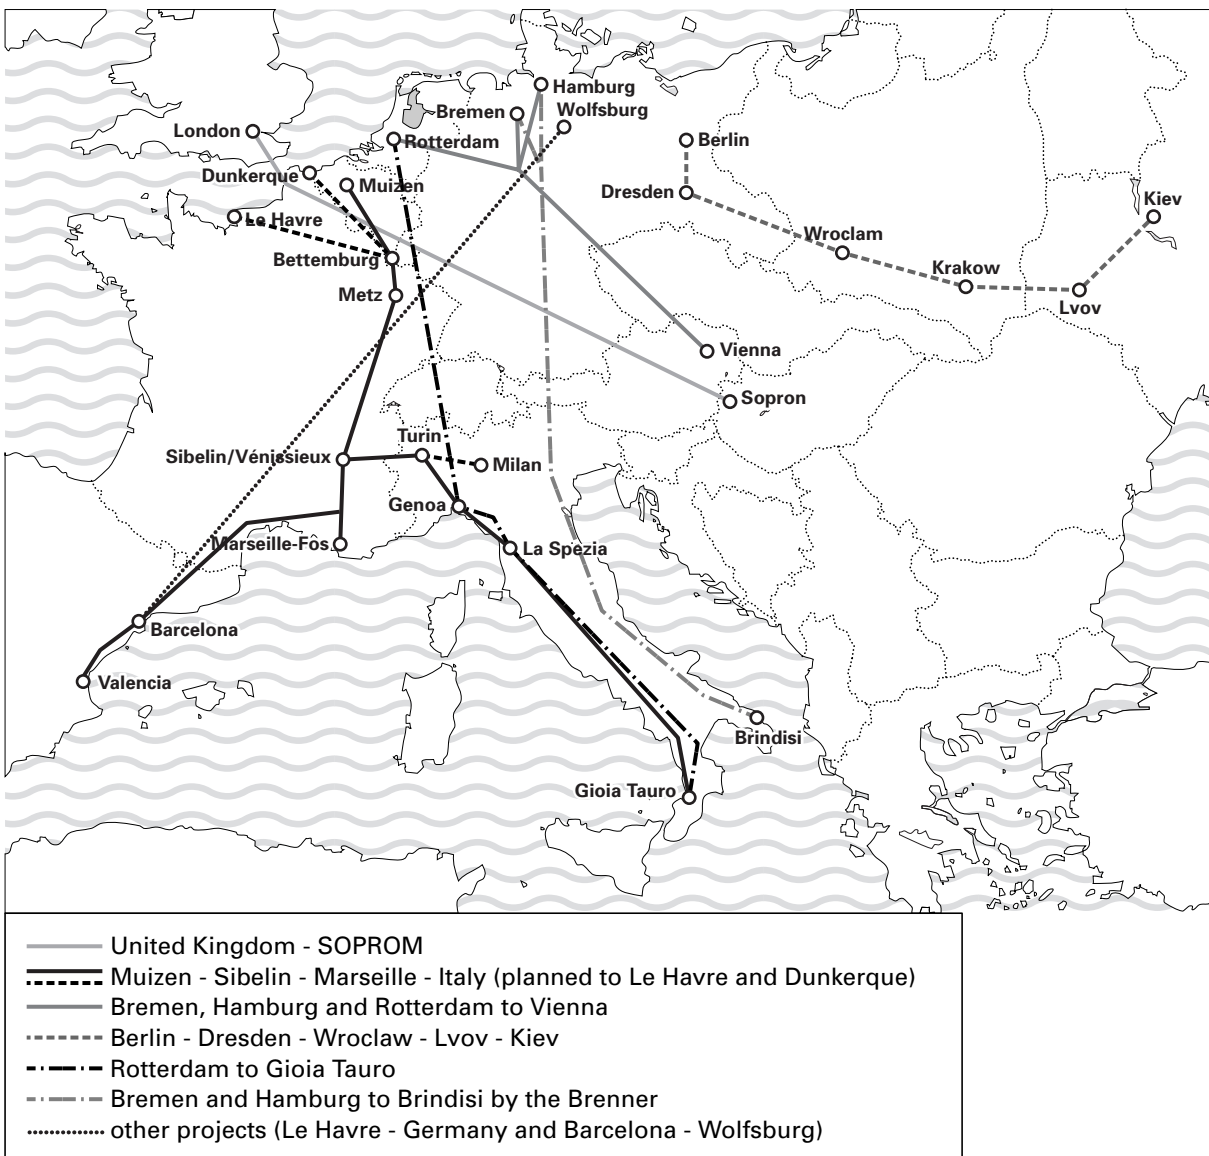 Hamburg
Bremen
Wolfsburg
London
Rotterdam
Berlin
Dunkerque
Muizen
Dresden
Kiev
Le Havre
Wroclam
Bettemburg
Krakow
Metz
Lvov
Vienna
Sopron
Turin
Sibelin/Vénissieux
Milan
Genoa
Marseille-Fôs
La Spezia
Barcelona
Valencia
Brindisi
Gioia Tauro
United Kingdom - SOPROM
Muizen - Sibelin - Marseille - Italy (planned to Le Havre and Dunkerque)
Bremen, Hamburg and Rotterdam to Vienna
Berlin - Dresden - Wroclaw - Lvov - Kiev
Rotterdam to Gioia Tauro
Bremen and Hamburg to Brindisi by the Brenner
other projects (Le Havre - Germany and Barcelona - Wolfsburg)